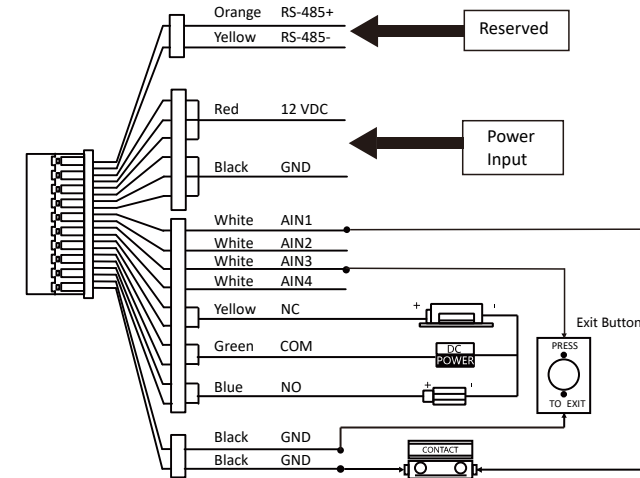 Orange RS-485+
Yellow RS-485-
Reserved
Red 12 VDC
Power
Input
Black GND
White AIN1
White AIN2
White AIN3
White AIN4
Yellow NC
+ -
Exit Button
PRESS
TO EXIT
Green COM
DC
POWER
Blue NO
+ -
Black GND
Black GND
CONTACT